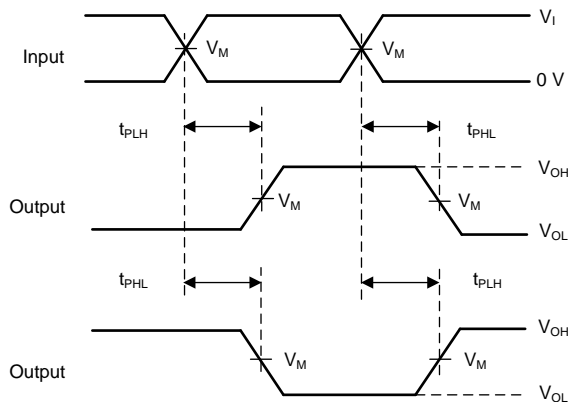 V_I
Input
V_M
V_M
0 V
t_PLH
t_PHL
V_OH
Output
V_M
V_M
V_OL
t_PHL
t_PLH
V_OH
V_M
V_M
Output
V_OL